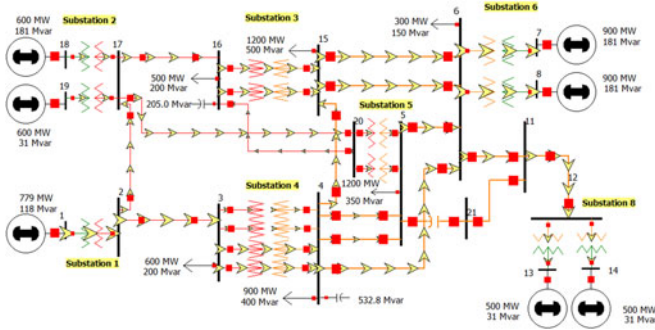 600 MW
181 Mvar
Substation 2
18
17
19
600 MW
31 Mvar
Substation 3
16
1200 MW
500 Mvar
15
500 MW
200 Mvar
205.0 Mvar
300 MW
150 Mvar
6
Substation 6
7
900 MW
181 Mvar
8
900 MW
181 Mvar
Substation 5
20
5
1200 MW
350 Mvar
21
11
12
Substation 8
13
14
500 MW
31 Mvar
500 MW
31 Mvar
779 MW
118 Mvar
1
2
Substation 1
3
Substation 4
4
600 MW
200 Mvar
900 MW
400 Mvar
532.8 Mvar